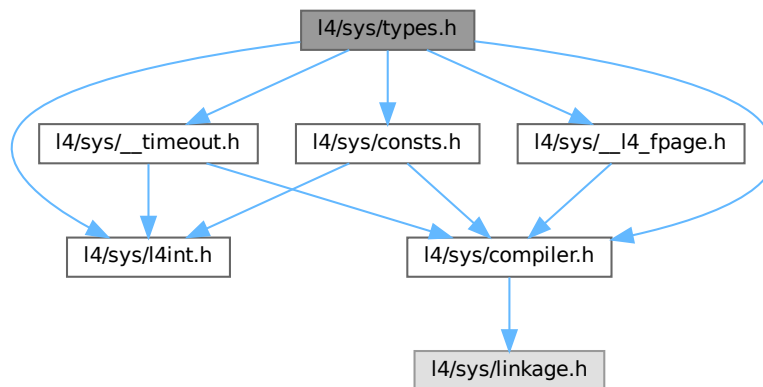 l4/sys/types.h
l4/sys/__timeout.h
l4/sys/consts.h
l4/sys/__l4_fpage.h
l4/sys/l4int.h
l4/sys/compiler.h
l4/sys/linkage.h